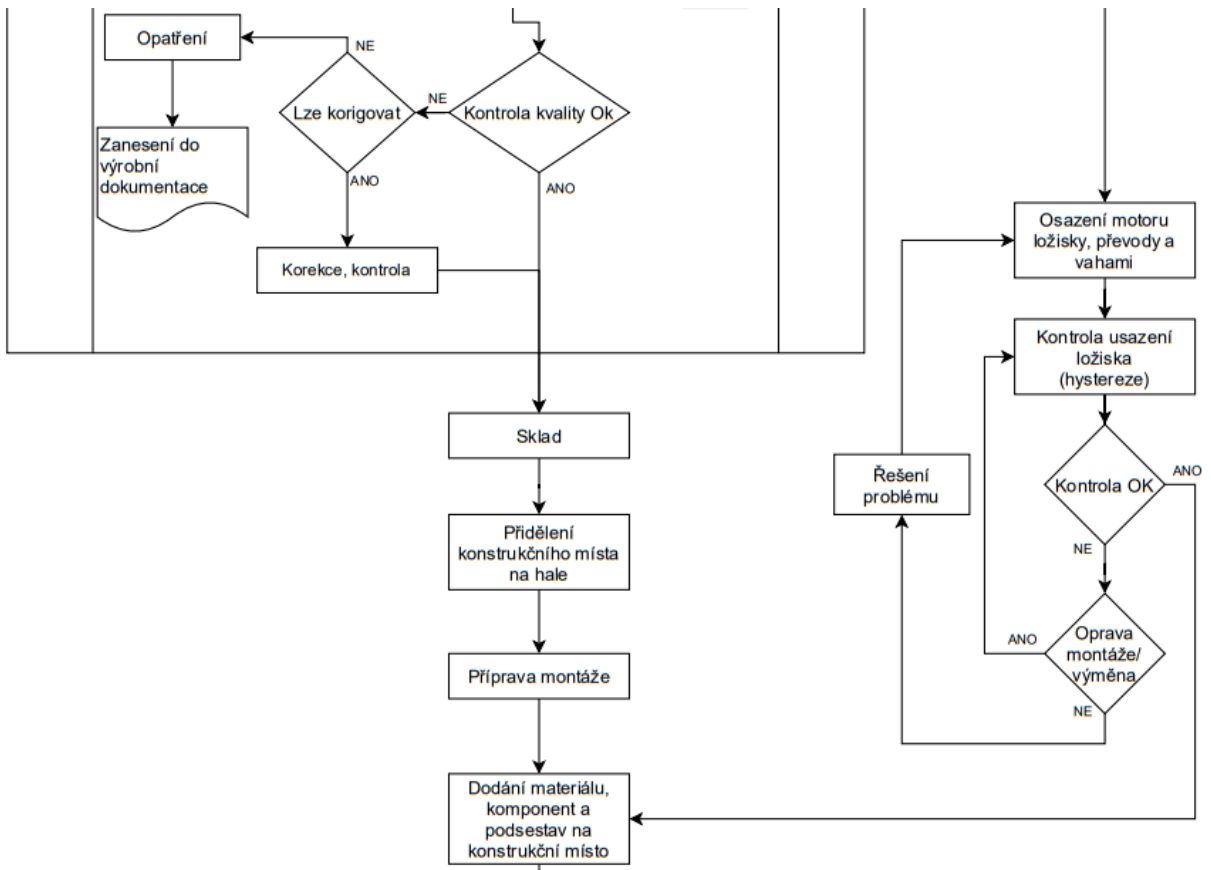 Opatření
NE
Lze korigovat
NE
Kontrola kvality Ok
Zanesení do
výrobní
dokumentace
ANO
ANO
Korekce, kontrola
Sklad
Přidělení
konstrukčního místa
na hale
Příprava montáže
Dodání materiálu,
komponent a
podsestav na
konstrukční místo
Osazení motoru
ložisky, převody a
vahami
Kontrola usazení
ložiska
(hystereze)
Řešení
problému
Kontrola OK
ANO
NE
ANO
Oprava
montáže/
výměna
NE